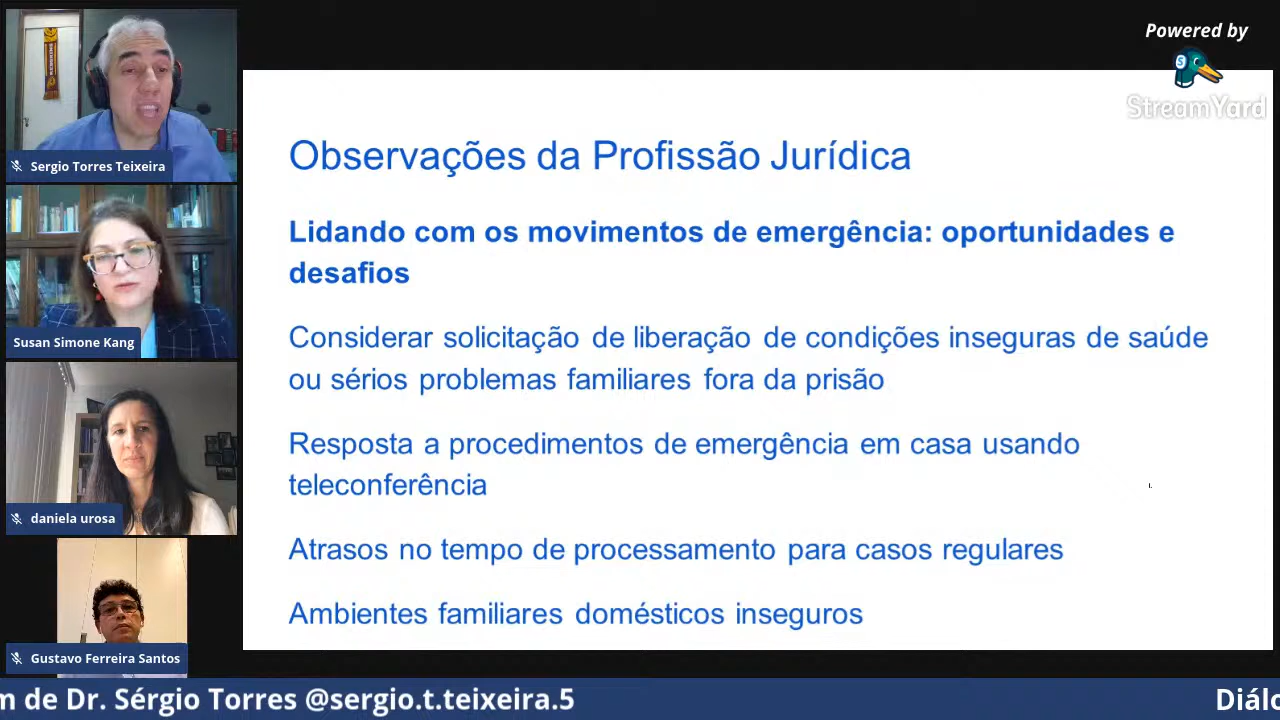 Powered by
StreamYard
Sergio Torres Teixeira
Susan Simone Kang
daniela urosa
Gustavo Ferreira Santos
Observações da Profissão Jurídica
Lidando com os movimentos de emergência: oportunidades e
desafios
Considerar solicitação de liberação de condições inseguras de saúde
ou sérios problemas familiares fora da prisão
Resposta a procedimentos de emergência em casa usando
teleconferência
Atrasos no tempo de processamento para casos regulares
Ambientes familiares domésticos inseguros
m de Dr. Sérgio Torres @sergio.t.teixeira.5
Diálo